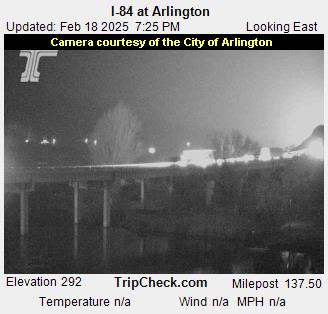 I-84 at Arlington
Updated: Feb 18 2025 7:25 PM Looking East
Camera courtesy of the City of Arlington
Elevation 292 TripCheck.com Milepost 137.50
Temperature n/a Wind n/a MPH n/a